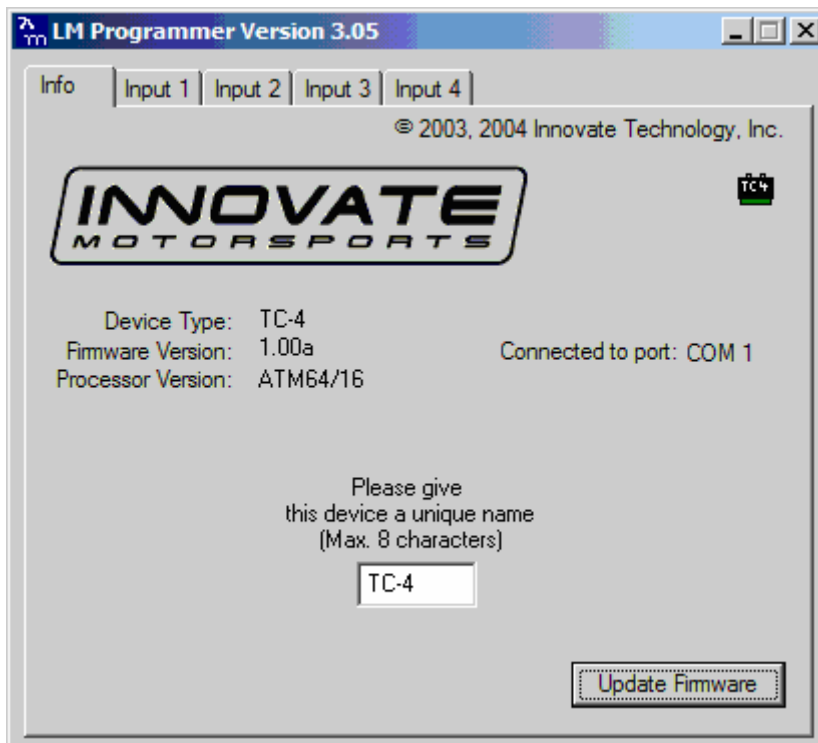 LM Programmer Version 3.05
Info Input 1 Input 2 Input 3 Input 4
© 2003, 2004 Innovate Technology, Inc.
TC4
INNOVATE
MOTORSPORTS
Device Type: TC-4
Firmware Version: 1.00a
Connected to port: COM 1
Processor Version: ATM64/16
Please give
this device a unique name
(Max. 8 characters)
TC-4
Update Firmware